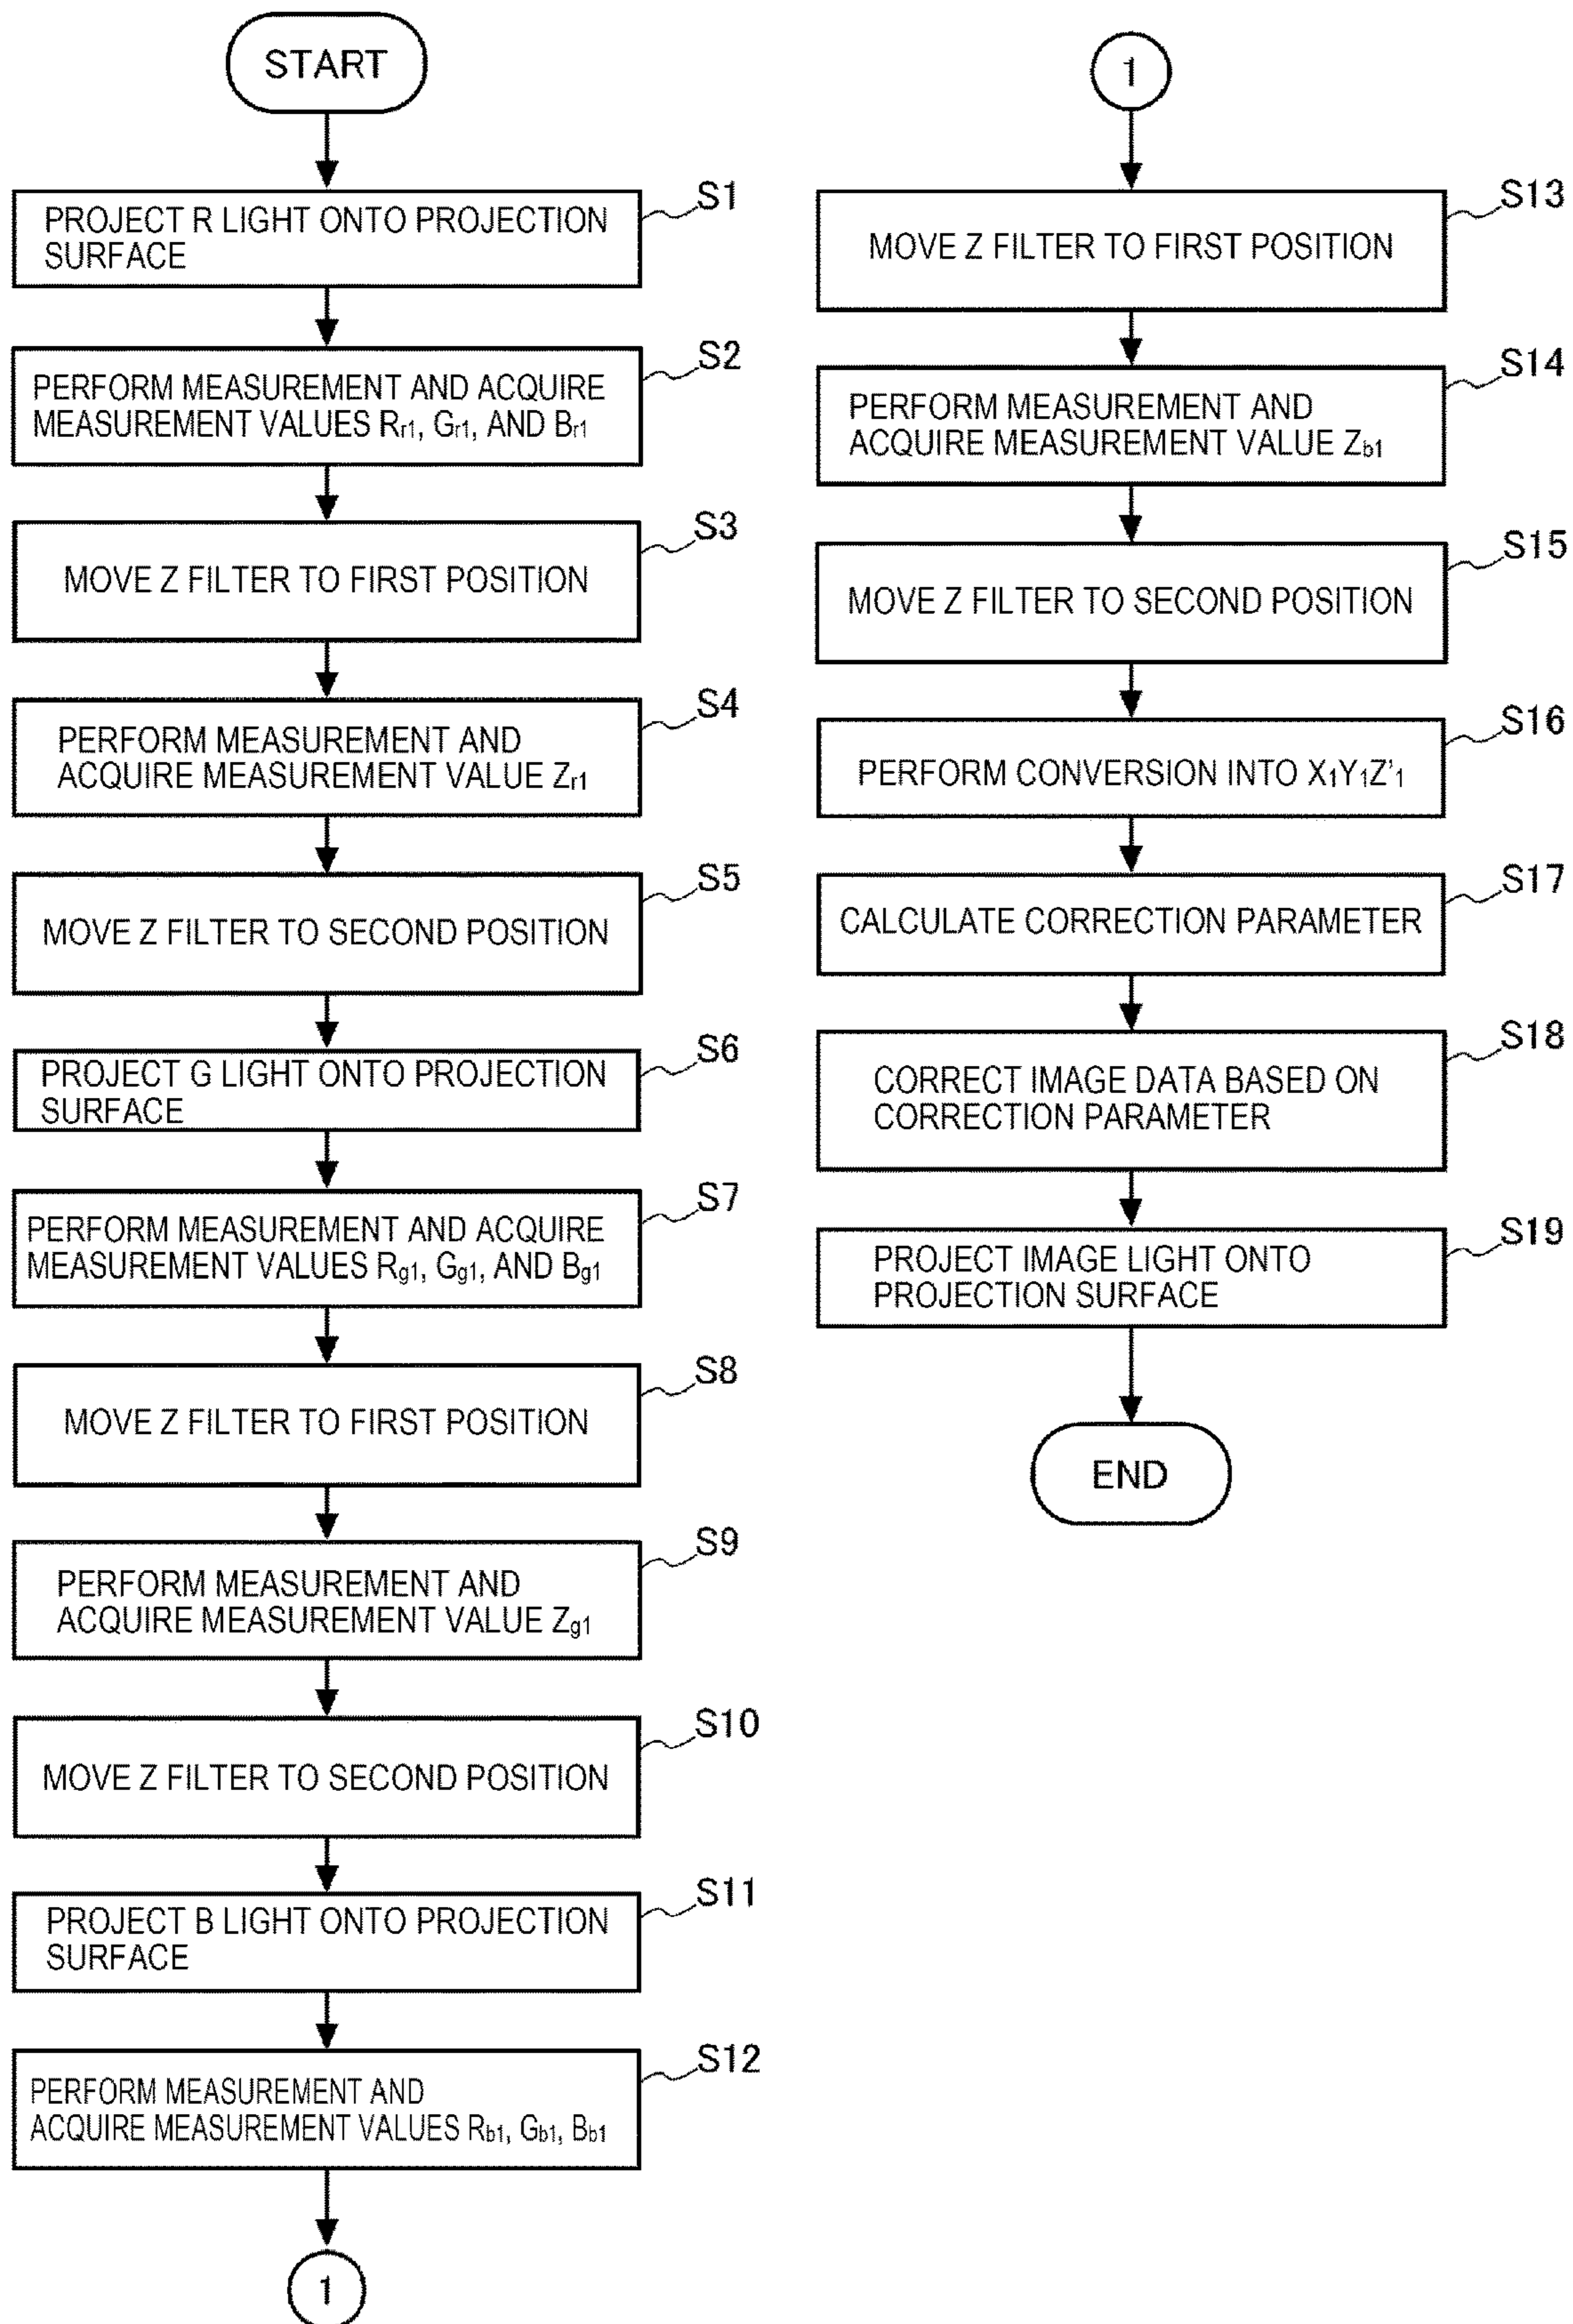 START
S1
PROJECT R LIGHT ONTO PROJECTION
SURFACE
S2
PERFORM MEASUREMENT AND ACQUIRE
MEASUREMENT VALUES Rr1, Gr1, AND Br1
S3
MOVE Z FILTER TO FIRST POSITION
S4
PERFORM MEASUREMENT AND
ACQUIRE MEASUREMENT VALUE Zr1
S5
MOVE Z FILTER TO SECOND POSITION
S6
PROJECT G LIGHT ONTO PROJECTION
SURFACE
S7
PERFORM MEASUREMENT AND ACQUIRE
MEASUREMENT VALUES Rg1, Gg1, AND Bg1
S8
MOVE Z FILTER TO FIRST POSITION
S9
PERFORM MEASUREMENT AND
ACQUIRE MEASUREMENT VALUE Zg1
S10
MOVE Z FILTER TO SECOND POSITION
S11
PROJECT B LIGHT ONTO PROJECTION
SURFACE
S12
PERFORM MEASUREMENT AND
ACQUIRE MEASUREMENT VALUES Rb1, Gb1, Bb1
1
1
S13
MOVE Z FILTER TO FIRST POSITION
S14
PERFORM MEASUREMENT AND
ACQUIRE MEASUREMENT VALUE Zb1
S15
MOVE Z FILTER TO SECOND POSITION
S16
PERFORM CONVERSION INTO X1Y1Z'1
S17
CALCULATE CORRECTION PARAMETER
S18
CORRECT IMAGE DATA BASED ON
CORRECTION PARAMETER
S19
PROJECT IMAGE LIGHT ONTO
PROJECTION SURFACE
END